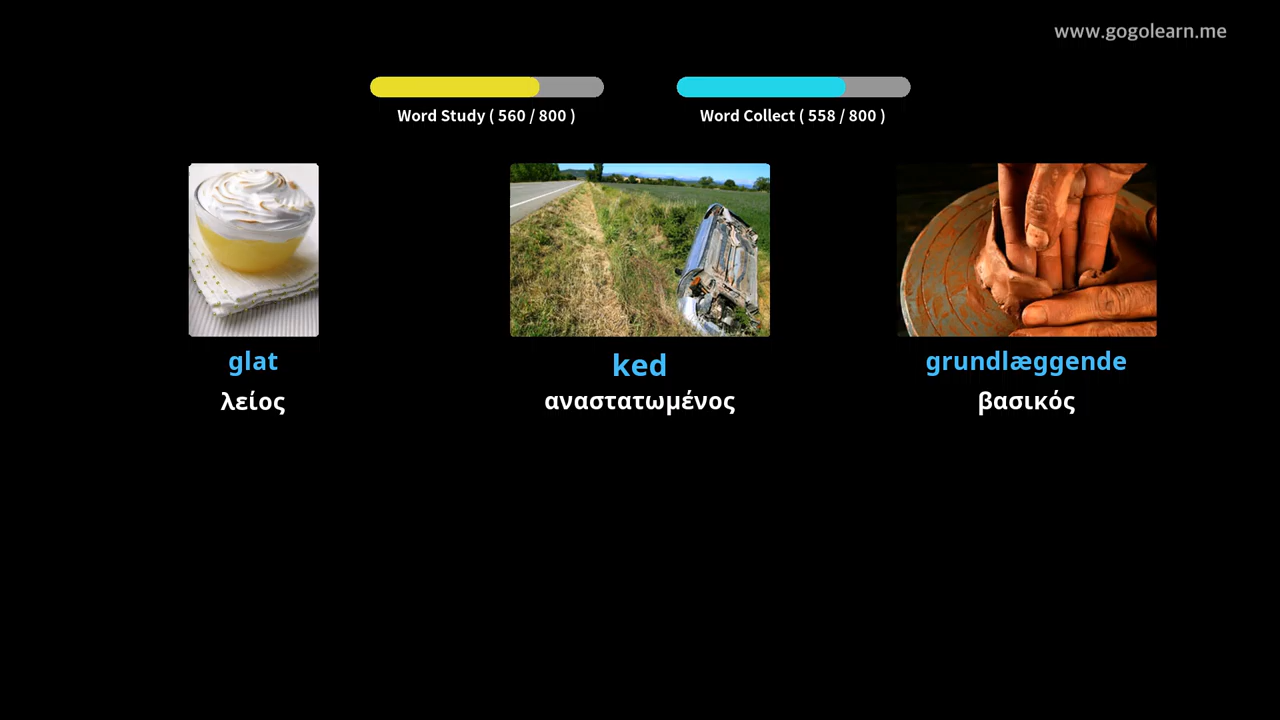 www.gogolearn.me
Word Study ( 560 / 800 )
Word Collect ( 558 / 800 )
glat
ked
grundlæggende
λείος
αναστατωμένος
βασικός